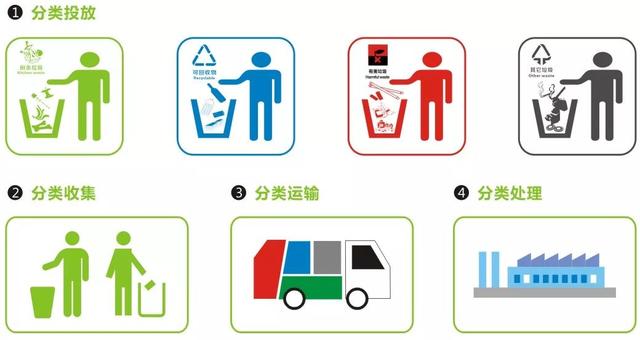 ❶ 分类投放
厨余垃圾
Kitchen waste
可回收物
Recyclable
有害垃圾
Harmful waste
其它垃圾
Other waste
❷ 分类收集
❸ 分类运输
❹ 分类处理